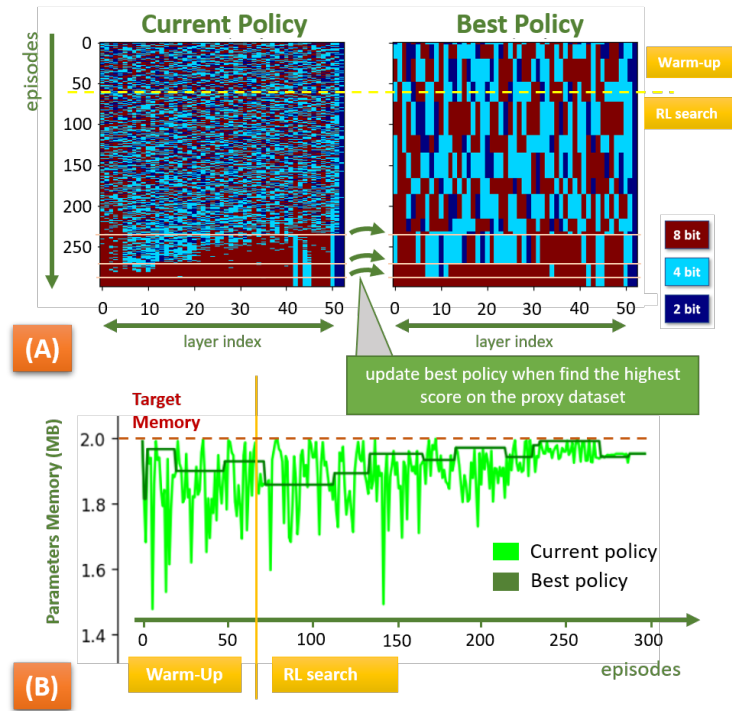 Current Policy
Best Policy
episodes
0
50
100
150
200
250
Warm-up
RL search
8 bit
4 bit
2 bit
0 10 20 30 40 50
0 10 20 30 40 50
layer index
layer index
(A)
update best policy when find the highest
score on the proxy dataset
Target
Memory
Parameters Memory (MB)
2.0
1.8
1.6
1.4
Current policy
Best policy
0 50 100 150 200 250 300
Warm-Up
RL search
episodes
(B)